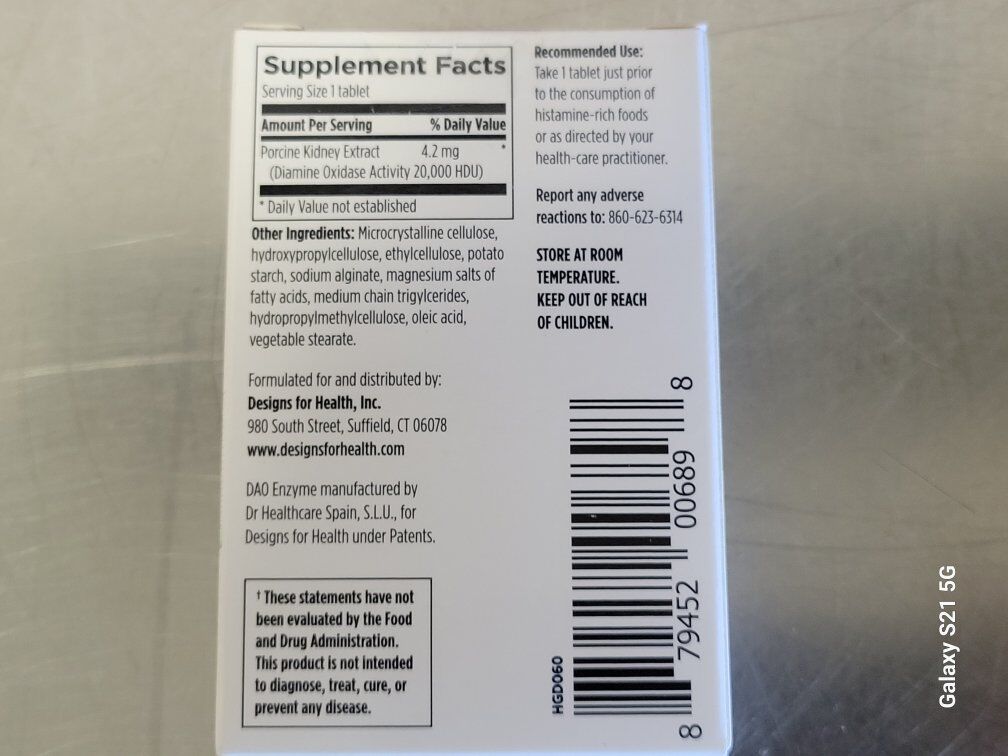 Supplement Facts
Serving Size 1 tablet
Amount Per Serving % Daily Value
Porcine Kidney Extract 4.2 mg *
(Diamine Oxidase Activity 20,000 HDU)
* Daily Value not established
Other Ingredients: Microcrystalline cellulose,
hydroxypropylcellulose, ethylcellulose, potato
starch, sodium alginate, magnesium salts of
fatty acids, medium chain trigylcerides,
hydropropylmethylcellulose, oleic acid,
vegetable stearate.
Formulated for and distributed by:
Designs for Health, Inc.
980 South Street, Suffield, CT 06078
www.designsforhealth.com
DAO Enzyme manufactured by
Dr Healthcare Spain, S.L.U., for
Designs for Health under Patents.
† These statements have not
been evaluated by the Food
and Drug Administration.
This product is not intended
to diagnose, treat, cure, or
prevent any disease.
Recommended Use:
Take 1 tablet just prior
to the consumption of
histamine-rich foods
or as directed by your
health-care practitioner.
Report any adverse
reactions to: 860-623-6314
STORE AT ROOM
TEMPERATURE.
KEEP OUT OF REACH
OF CHILDREN.
HGD060
8 79452 00689 8
Galaxy S21 5G